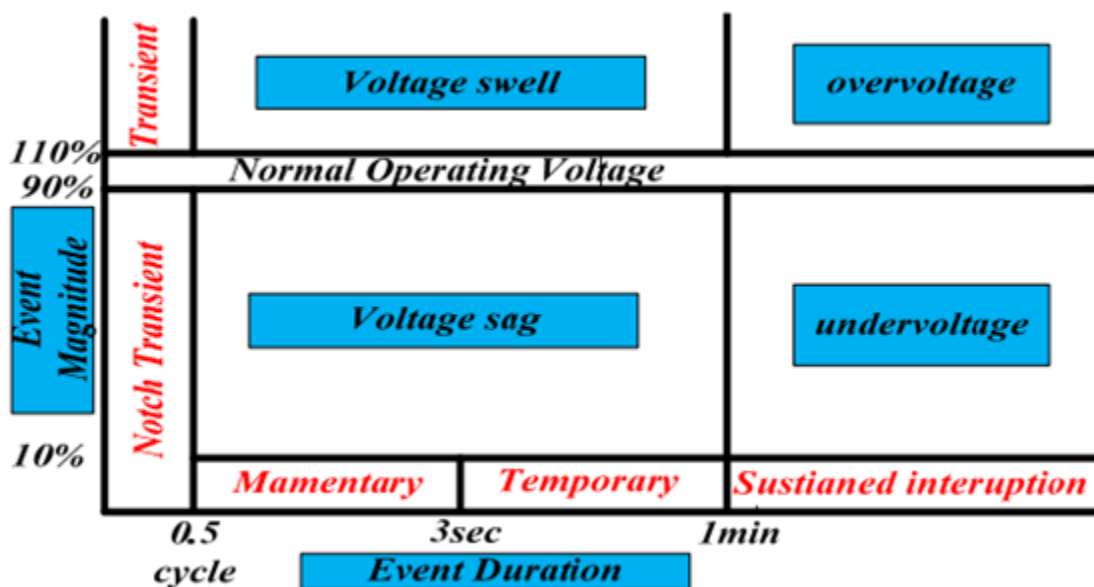 Transient
Voltage swell
overvoltage
110%
Normal Operating Voltage
90%
Event
Magnitude
Notch Transient
Voltage sag
undervoltage
10%
Mamentary
Temporary
Sustianed interuption
0.5
cycle
3sec
1min
Event Duration